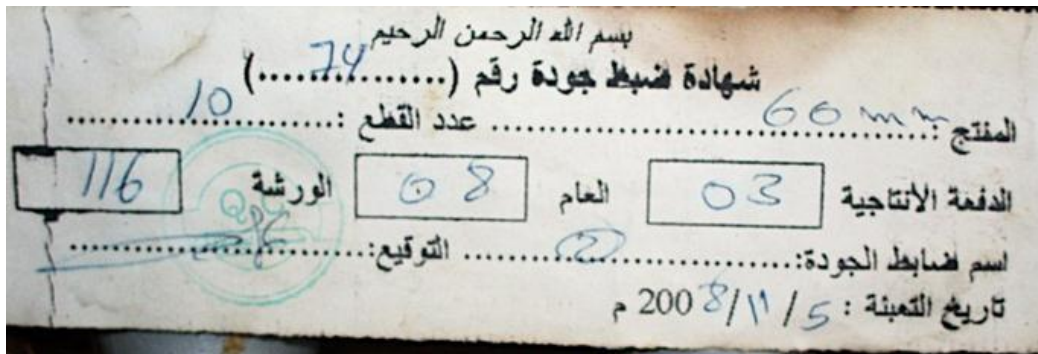 بسم الله الرحمن الرحيم
شهادة ضبط جودة رقم (......74......)
المنتج :......60 mm...... عدد القطع :......10......
الدفعة الأنتاجية 03 العام 08 الورشة 116
اسم ضابط الجودة:......2...... التوقيع:......
تاريخ التعبئة : 5/11/2008 م